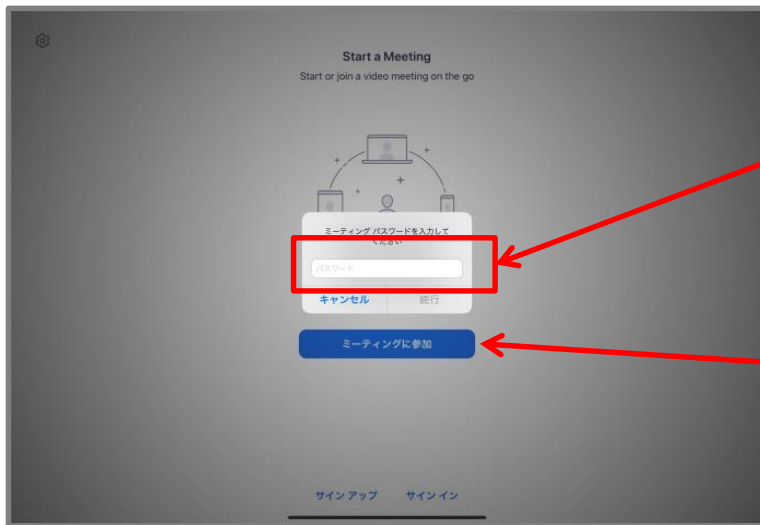 Start a Meeting
Start or join a video meeting on the go
ミーティング パスワードを入力して
ください
パスワード
キャンセル
続行
ミーティングに参加
サイン アップ
サイン イン